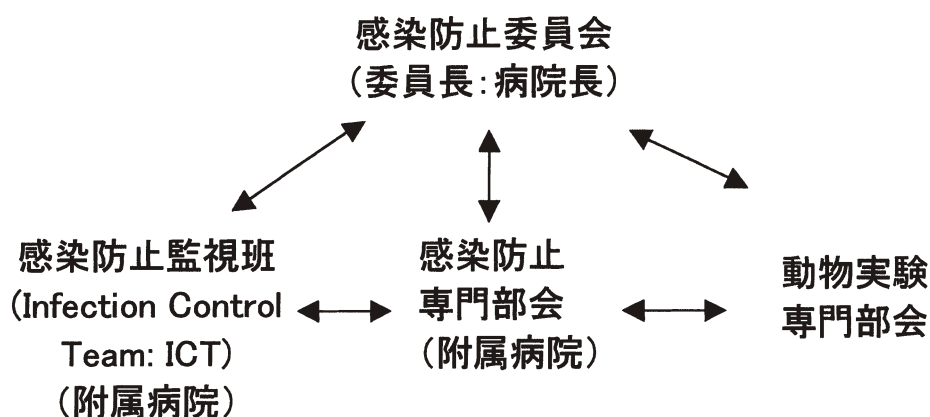 感染防止委員会
（委員長：病院長）
感染防止監視班
(Infection Control
Team: ICT)
（附属病院）
感染防止
専門部会
（附属病院）
動物実験
専門部会